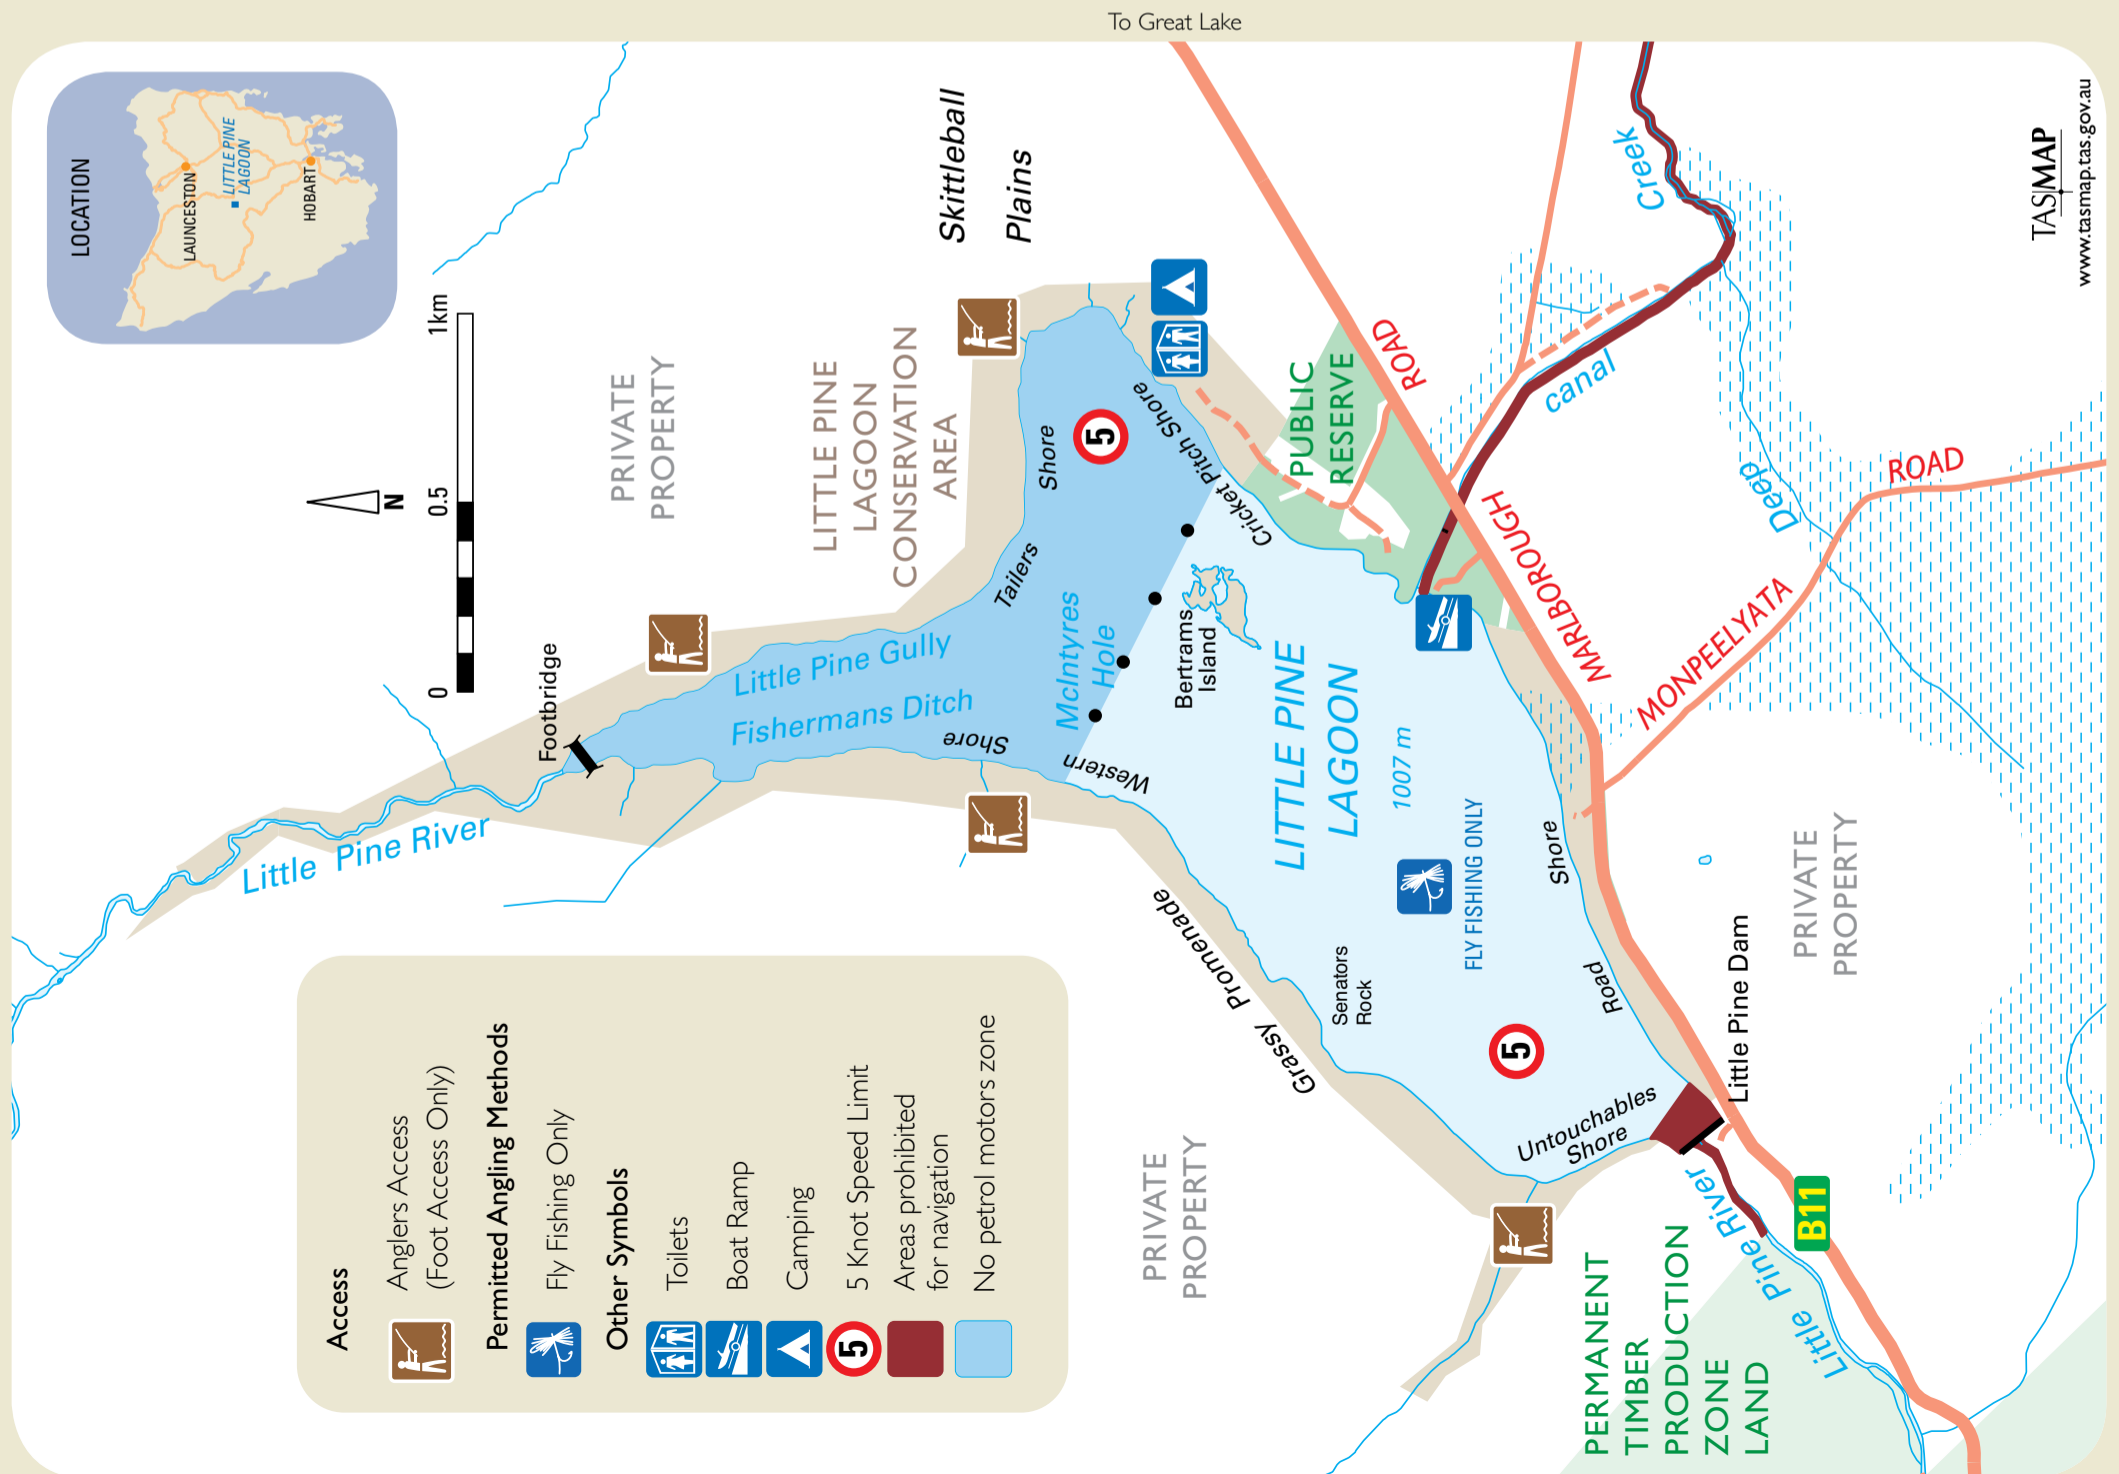 To Great Lake
LOCATION
LAUNCESTON
LITTLE PINE
LAGOON
HOBART
0
0.5
1km
N
Access
Anglers Access
(Foot Access Only)
Permitted Angling Methods
Fly Fishing Only
Other Symbols
Toilets
Boat Ramp
Camping
5
5 Knot Speed Limit
Areas prohibited
for navigation
No petrol motors zone
Little Pine River
Footbridge
PRIVATE
PROPERTY
LITTLE PINE
LAGOON
CONSERVATION
AREA
Skittleball
Plains
Little Pine Gully
Fishermans Ditch
Tailers Shore
5
Western Shore
McIntyres
Hole
Cricket Pitch Shore
Bertrams
Island
PUBLIC
RESERVE
LITTLE PINE
LAGOON
1007 m
FLY FISHING ONLY
Grassy Promenade
Senators
Rock
5
Road Shore
Untouchables
Shore
Little Pine Dam
MARLBOROUGH ROAD
MONPEELYATA ROAD
canal
Deep Creek
PRIVATE
PROPERTY
PRIVATE
PROPERTY
Little Pine River
B11
PERMANENT
TIMBER
PRODUCTION
ZONE
LAND
TASMAP
www.tasmap.tas.gov.au